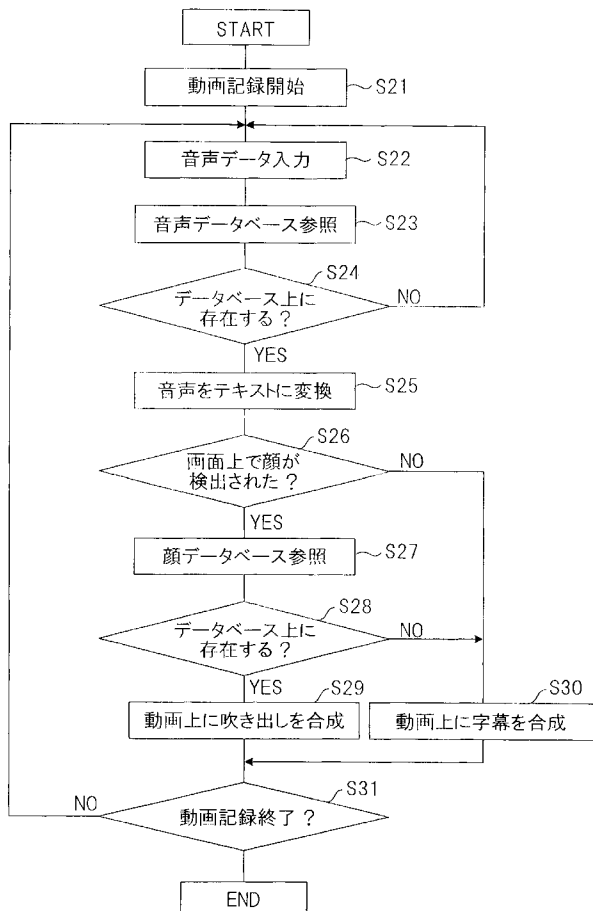 START
動画記録開始 S21
音声データ入力 S22
音声データベース参照 S23
S24
データベース上に
存在する？
NO
YES
音声をテキストに変換 S25
S26
画面上で顔が
検出された？
NO
YES
顔データベース参照 S27
S28
データベース上に
存在する？
NO
YES
S29
動画上に吹き出しを合成
S30
動画上に字幕を合成
S31
動画記録終了？
NO
END